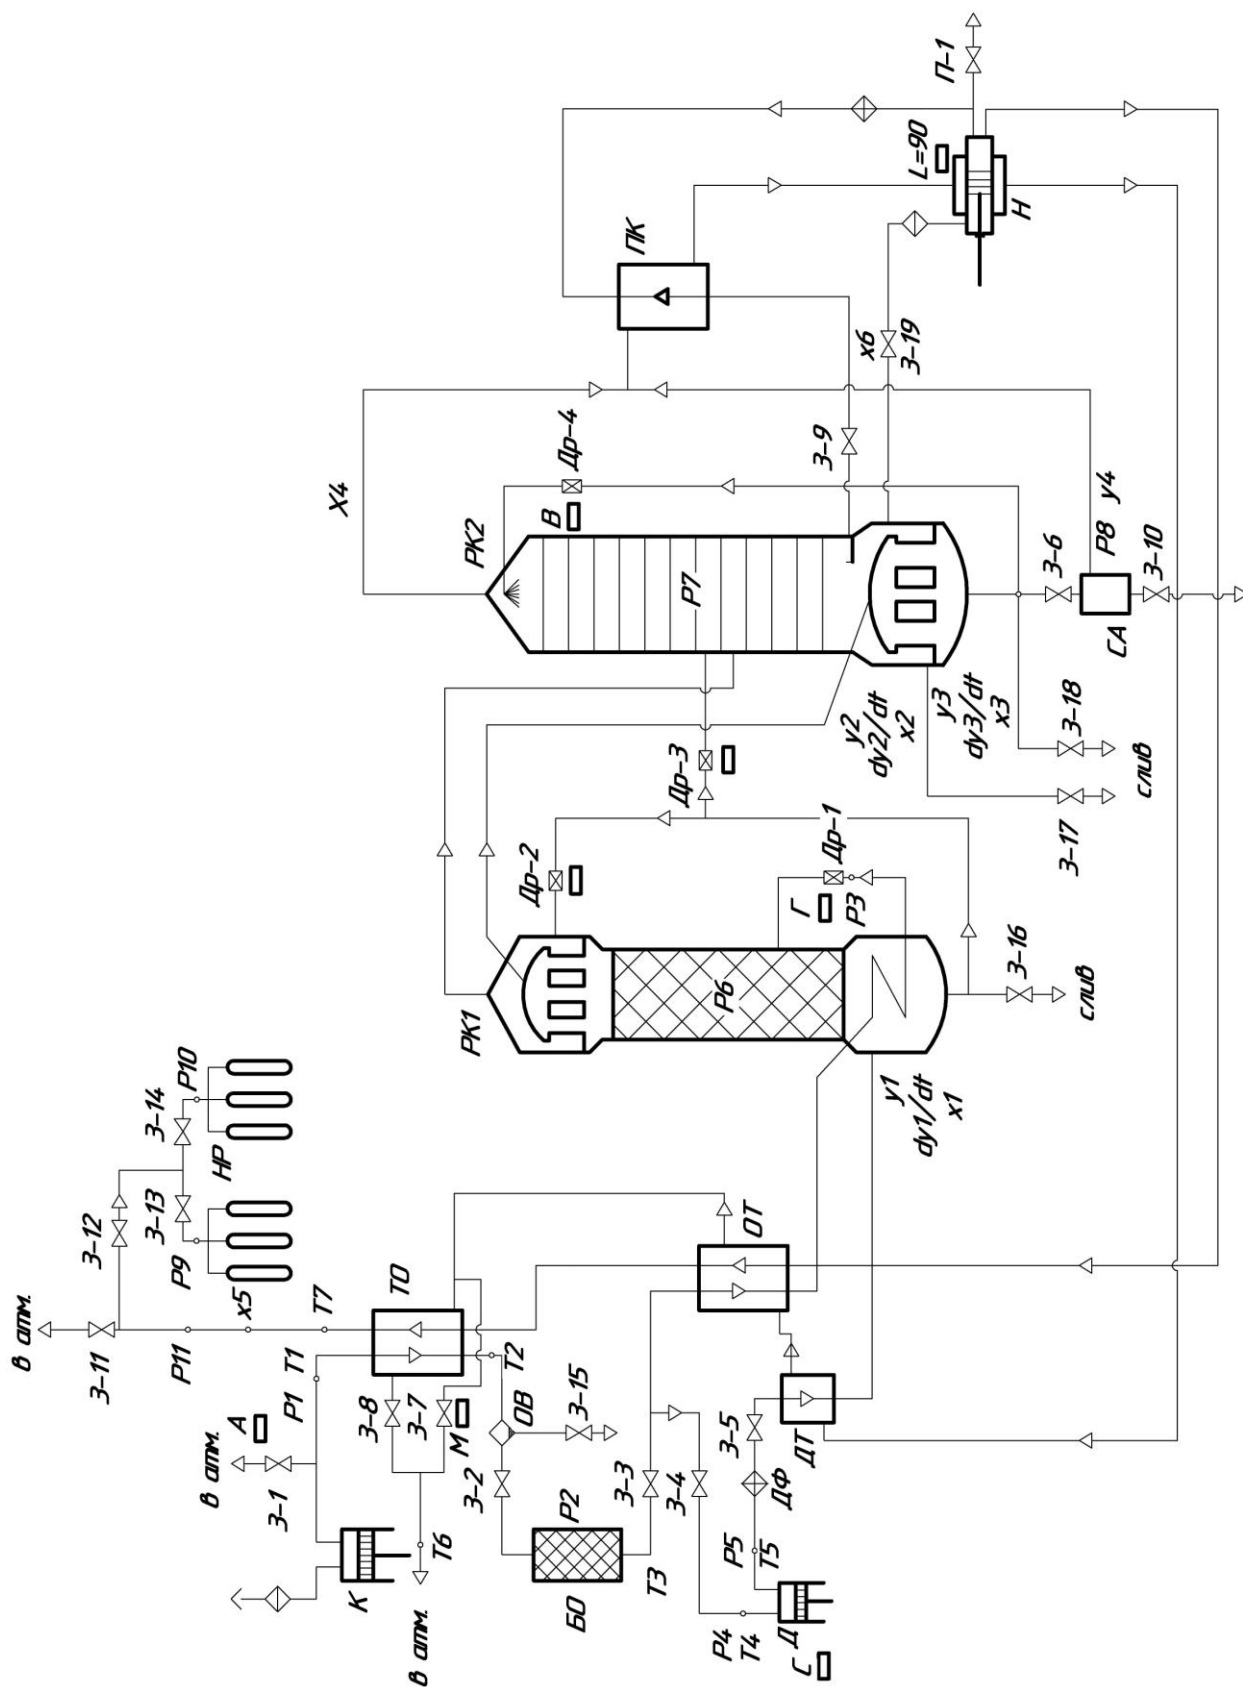 в атм.
З-11
З-12
З-13
З-14
Р9
Р10
х5
НР
Т7
Р11
Т1
Р1
ТО
А
в атм.
З-1
К
З-8
З-7
М
Т2
ОВ
З-15
Т6
в атм.
З-2
Р2
БО
Т3
З-3
З-4
ОТ
З-5
ДТ
ДФ
Р5
Т5
Р4
Т4
Д
С
РК1
Р6
Др-2
Г
Р3
Др-1
Др-3
у1
dy1/dt
х1
З-16
слив
Х4
РК2
Р7
В
Др-4
З-9
х6
З-19
ПК
П-1
L=90
Н
у2
dy2/dt
х2
у3
dy3/dt
х3
З-17
З-18
слив
З-6
СА
Р8
у4
З-10